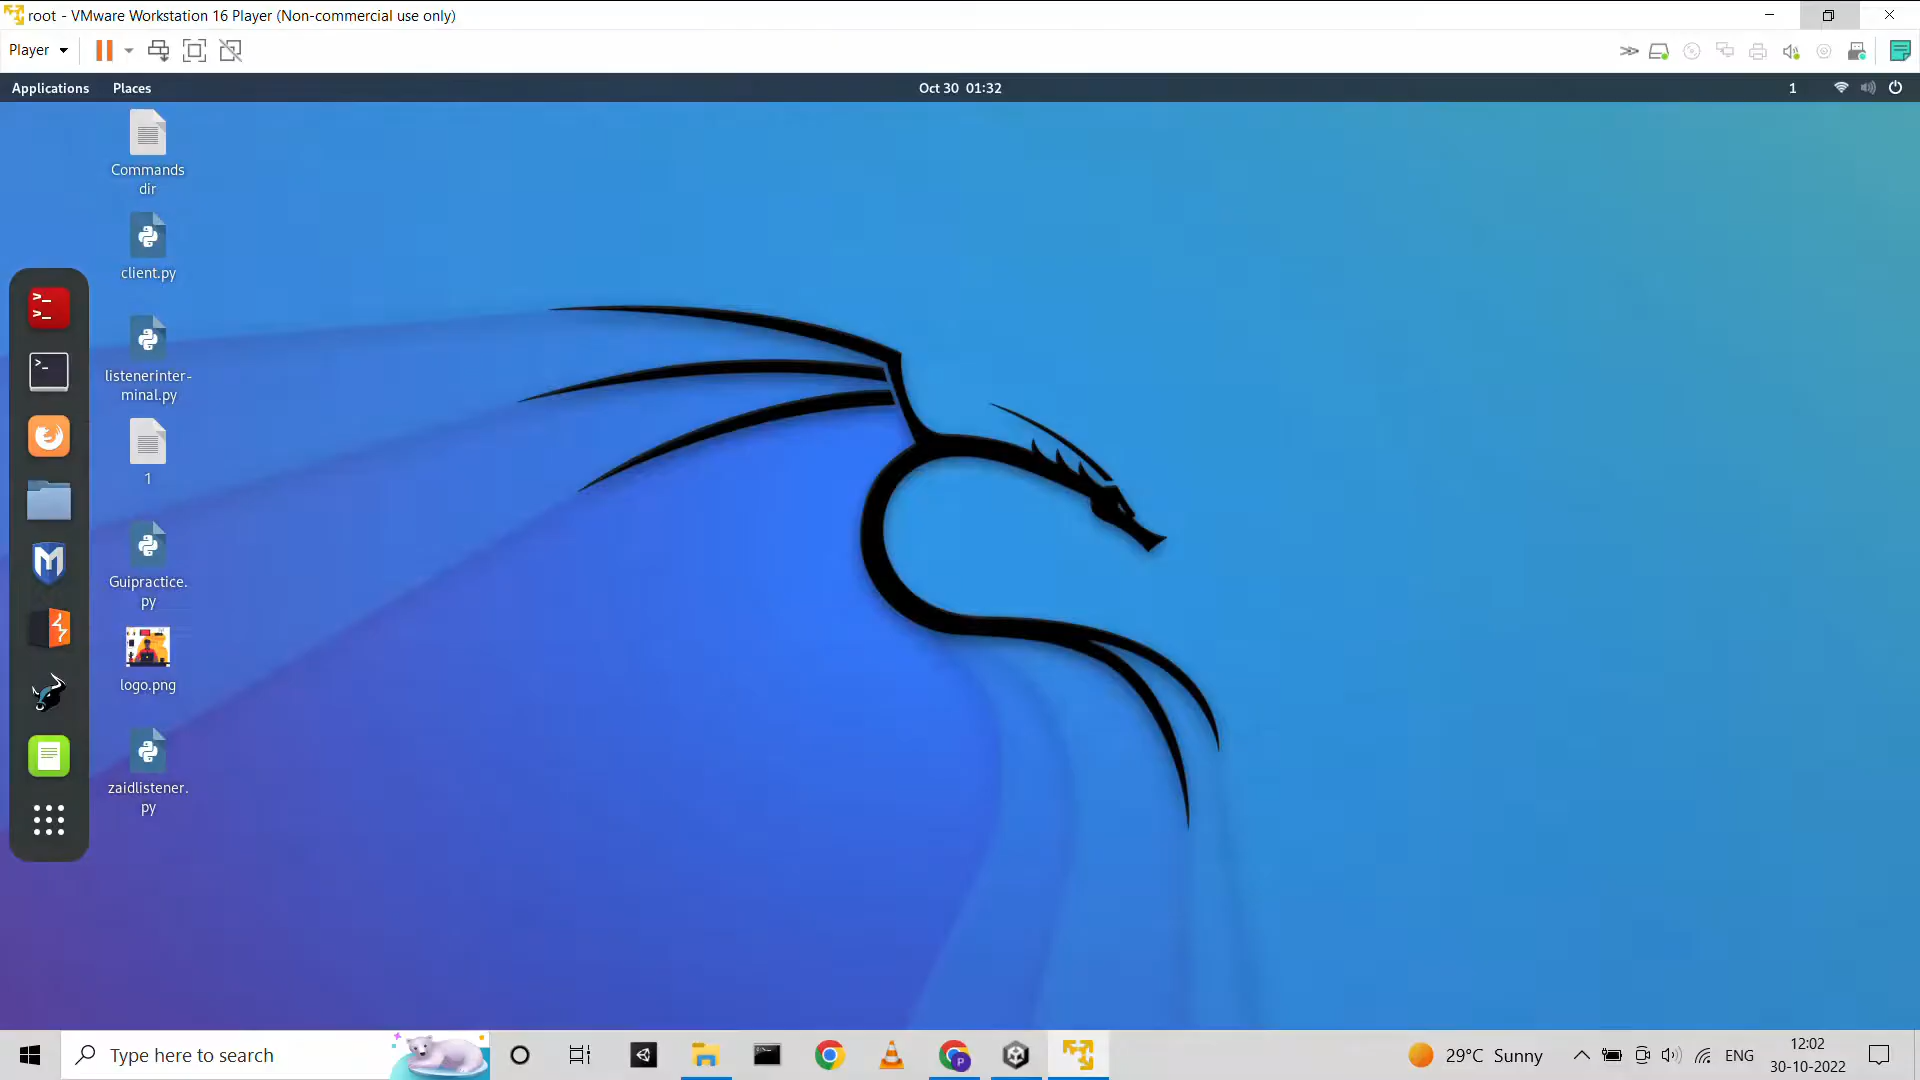 root - VMware Workstation 16 Player (Non-commercial use only)
Player
Applications Places Oct 30 01:32 1
Commands
dir
client.py
listenerinter-
minal.py
1
Guipractice.
py
logo.png
zaidlistener.
py
Type here to search
29°C Sunny
ENG
12:02
30-10-2022